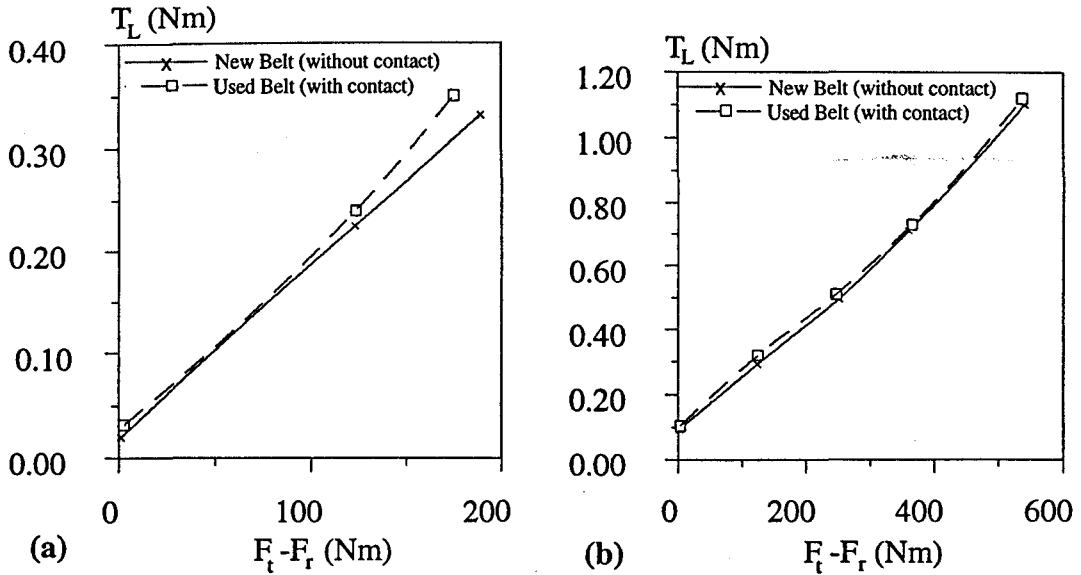 T_L (Nm)
0.40
0.30
0.20
0.10
0.00
New Belt (without contact)
Used Belt (with contact)
0 100 200
(a) F_t-F_r (Nm)
T_L (Nm)
1.20
1.00
0.80
0.60
0.40
0.20
0.00
New Belt (without contact)
Used Belt (with contact)
0 200 400 600
(b) F_t-F_r (Nm)